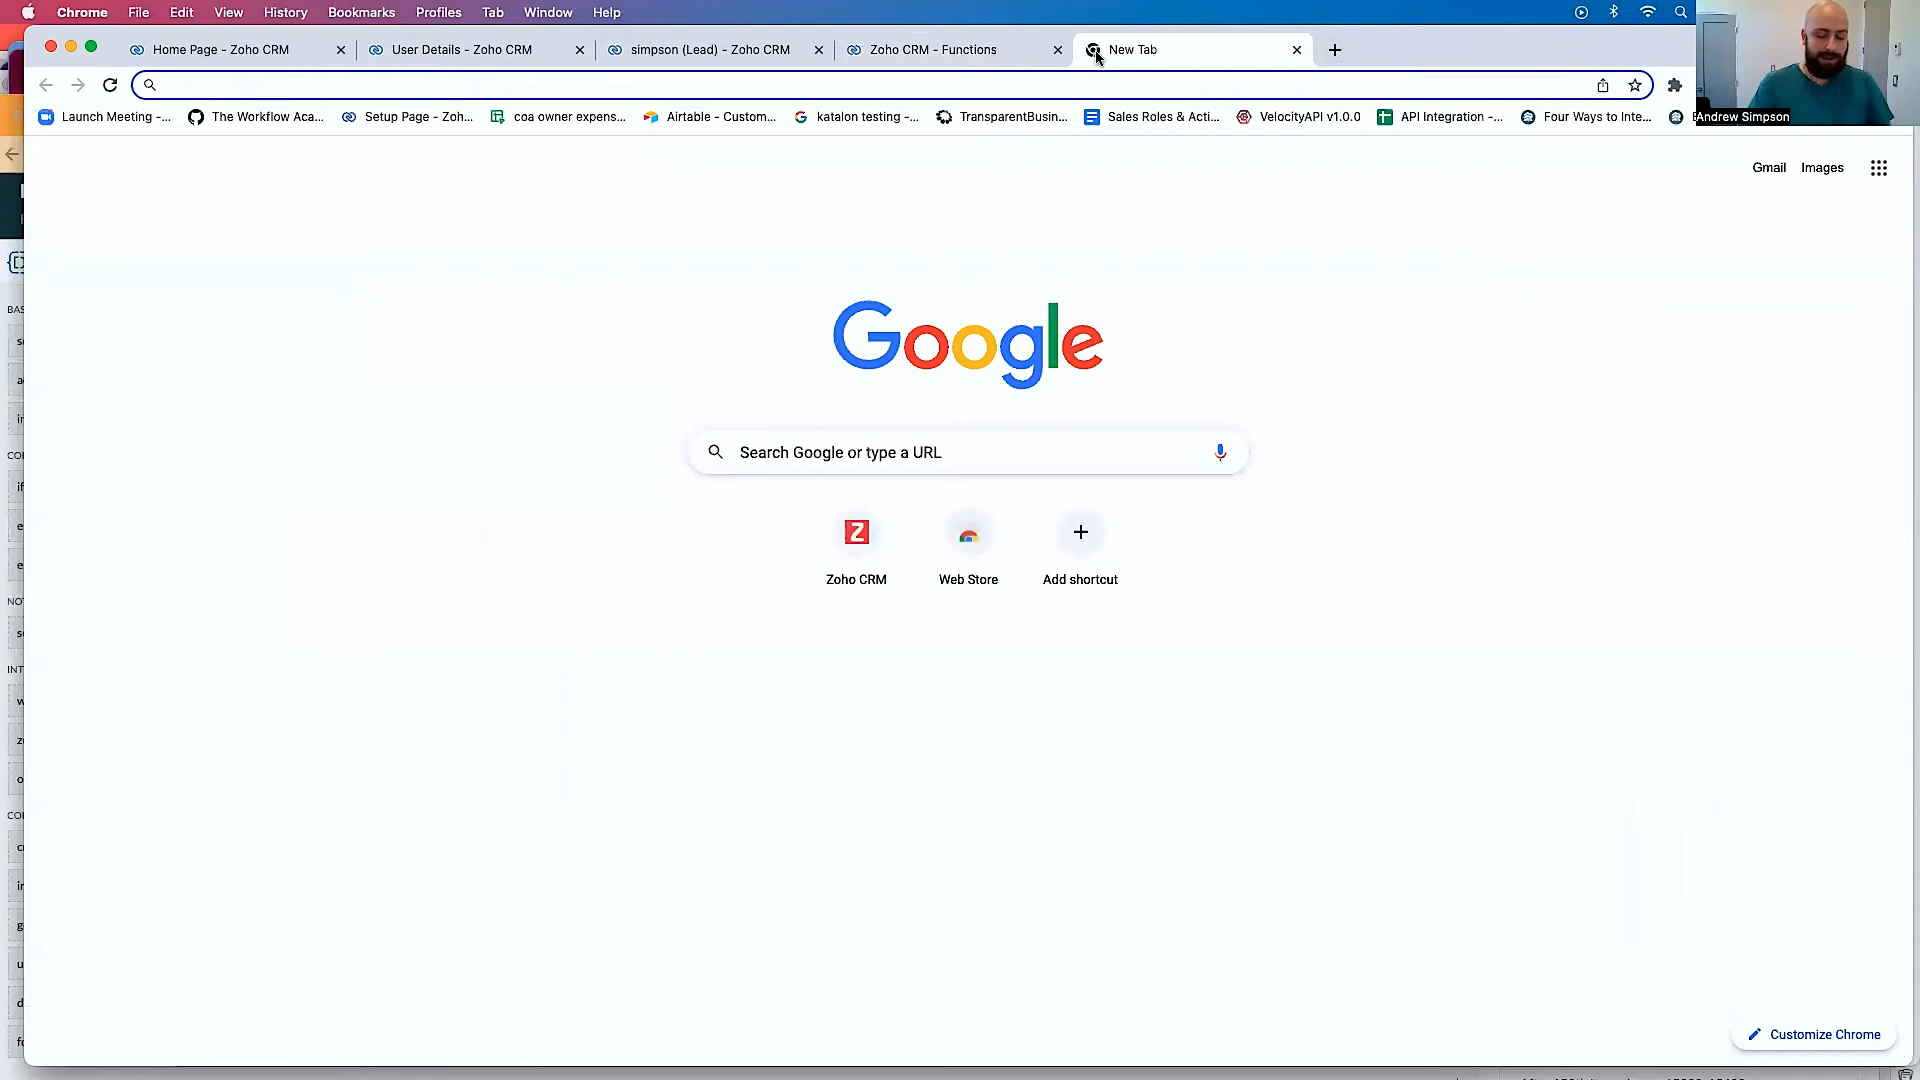 Chrome File Edit View History Bookmarks Profiles Tab Window Help
Home Page - Zoho CRM
User Details - Zoho CRM
simpson (Lead) - Zoho CRM
Zoho CRM - Functions
New Tab
Launch Meeting -...
The Workflow Aca...
Setup Page - Zoh...
coa owner expens...
Airtable - Custom...
katalon testing -...
TransparentBusin...
Sales Roles & Acti...
VelocityAPI v1.0.0
API Integration -...
Four Ways to Inte...
Andrew Simpson
Gmail Images
Google
Search Google or type a URL
Z
Zoho CRM
Web Store
Add shortcut
Customize Chrome